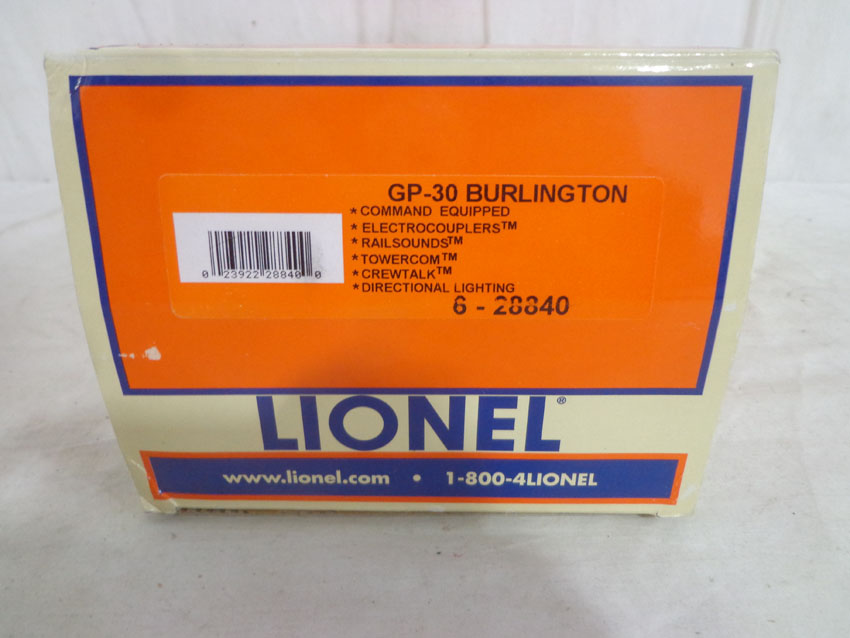 GP-30 BURLINGTON
*COMMAND EQUIPPED
*ELECTROCOUPLERS™
*RAILSOUNDS™
*TOWERCOM™
*CREWTALK™
*DIRECTIONAL LIGHTING
6 - 28840
0 23922 28840 0
LIONEL®
www.lionel.com • 1-800-4LIONEL